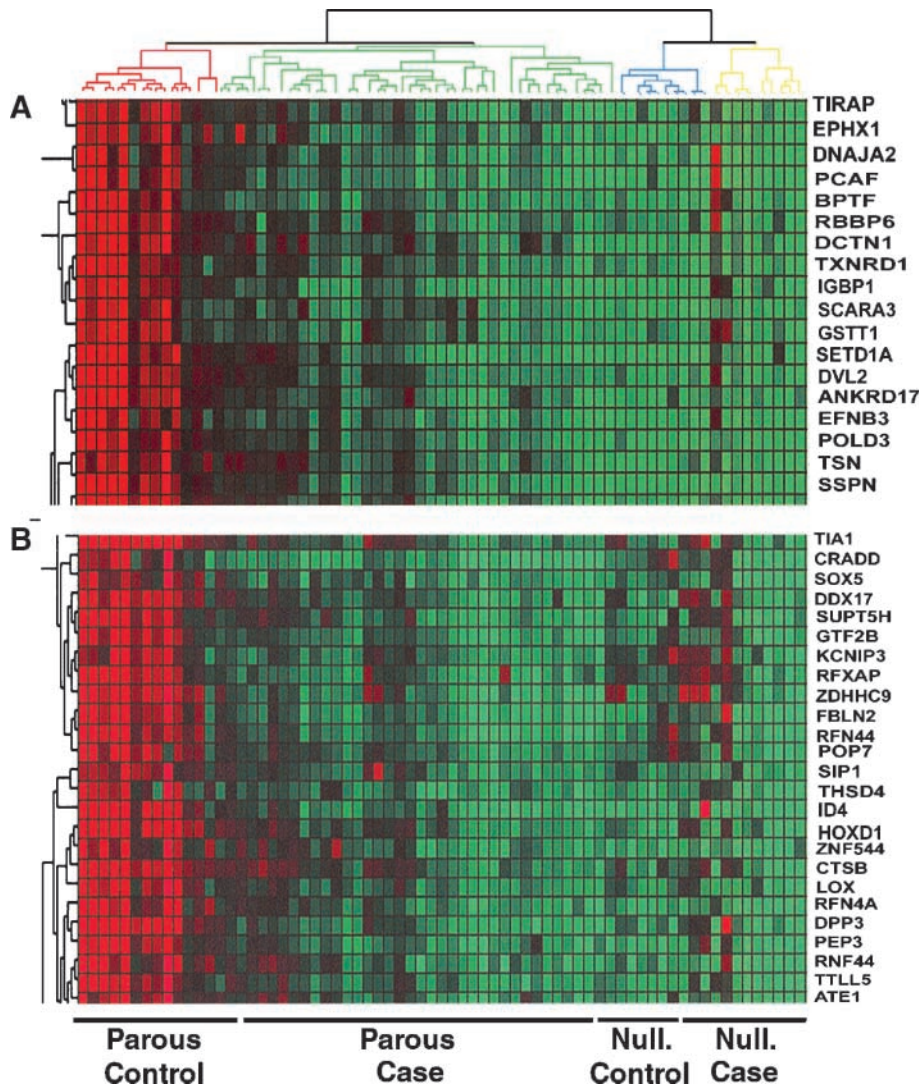 A
TIRAP
EPHX1
DNAJA2
PCAF
BPTF
RBBP6
DCTN1
TXNRD1
IGBP1
SCARA3
GSTT1
SETD1A
DVL2
ANKRD17
EFNB3
POLD3
TSN
SSPN
B
TIA1
CRADD
SOX5
DDX17
SUPT5H
GTF2B
KCNIP3
RFXAP
ZDHHC9
FBLN2
RFN44
POP7
SIP1
THSD4
ID4
HOXD1
ZNF544
CTSB
LOX
RFN4A
DPP3
PEP3
RNF44
TTLL5
ATE1
Parous Control
Parous Case
Null. Control
Null. Case